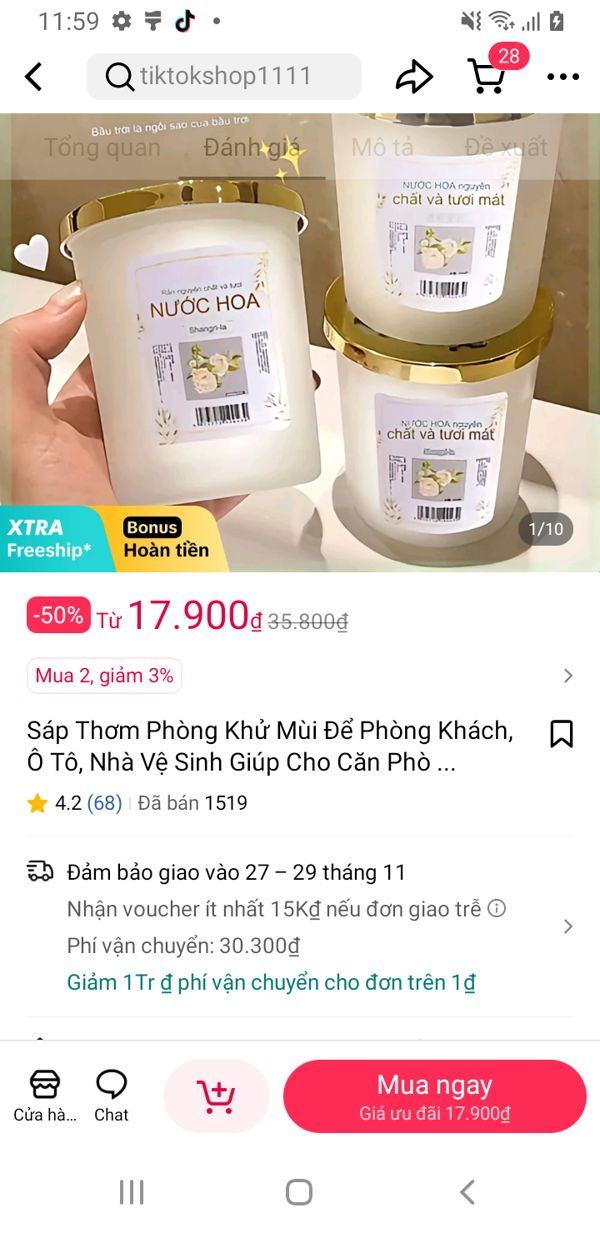 11:59
28
tiktokshop1111
Bầu trời là ngôi sao của bầu trời
Tổng quan Đánh giá Mô tả Đề xuất
NƯỚC HOA nguyên
chất và tươi mát
NƯỚC HOA
Shangri-la
NƯỚC HOA nguyên
chất và tươi mát
Shangri-la
XTRA
Freeship*
Bonus
Hoàn tiền
1/10
-50% Từ 17.900₫ 35.800₫
Mua 2, giảm 3%
Sáp Thơm Phòng Khử Mùi Để Phòng Khách,
Ô Tô, Nhà Vệ Sinh Giúp Cho Căn Phò ...
4.2 (68) Đã bán 1519
Đảm bảo giao vào 27 – 29 tháng 11
Nhận voucher ít nhất 15K₫ nếu đơn giao trễ
Phí vận chuyển: 30.300₫
Giảm 1Tr ₫ phí vận chuyển cho đơn trên 1₫
Cửa hà...
Chat
Mua ngay
Giá ưu đãi 17.900₫